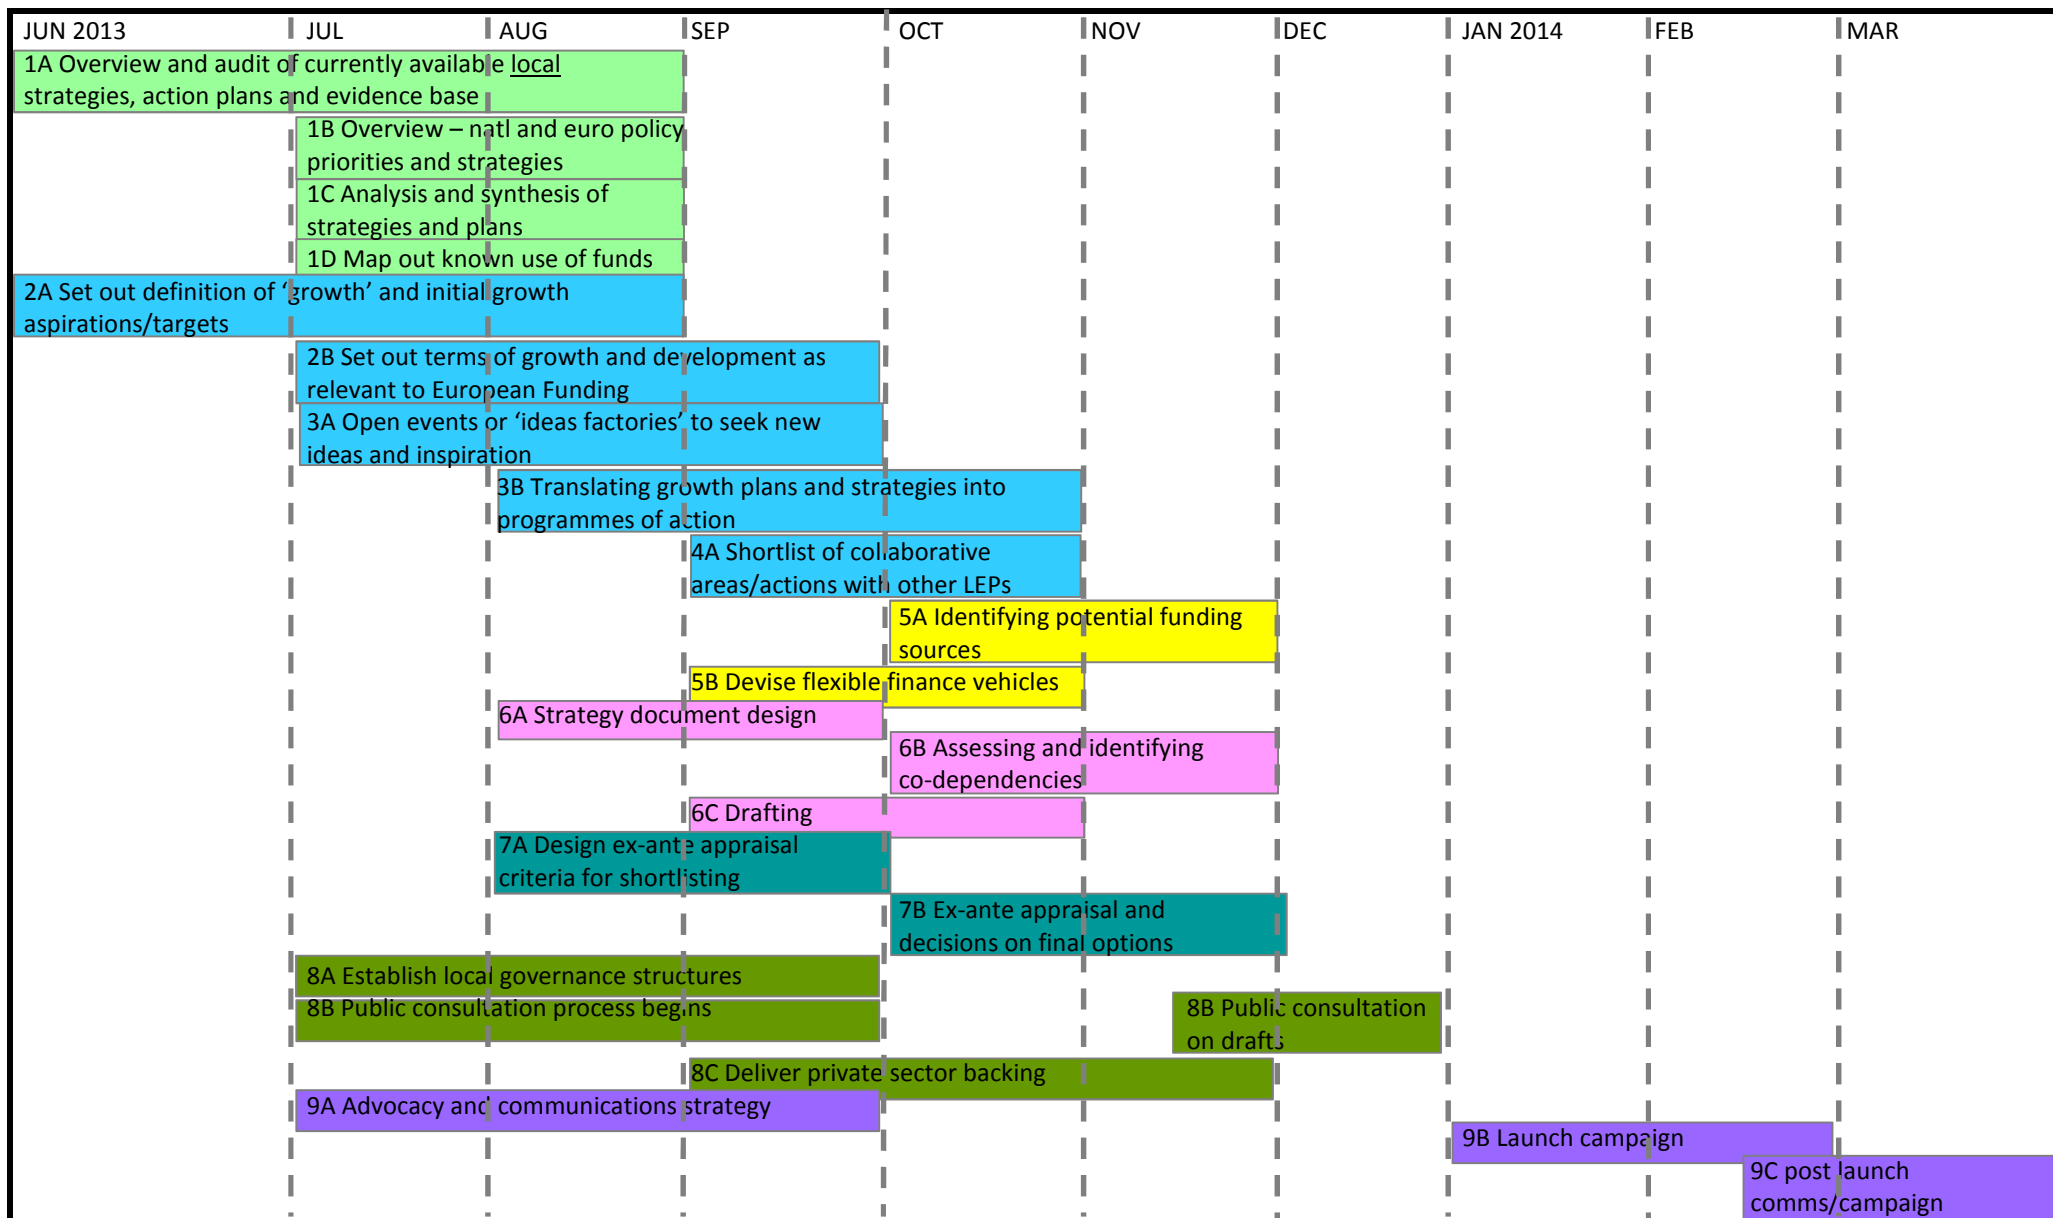 JUN 2013 JUL AUG SEP OCT NOV DEC JAN 2014 FEB MAR
1A Overview and audit of currently available local
strategies, action plans and evidence base
1B Overview – natl and euro policy
priorities and strategies
1C Analysis and synthesis of
strategies and plans
1D Map out known use of funds
2A Set out definition of ‘growth’ and initial growth
aspirations/targets
2B Set out terms of growth and development as
relevant to European Funding
3A Open events or ‘ideas factories’ to seek new
ideas and inspiration
3B Translating growth plans and strategies into
programmes of action
4A Shortlist of collaborative
areas/actions with other LEPs
5A Identifying potential funding
sources
5B Devise flexible finance vehicles
6A Strategy document design
6B Assessing and identifying
co-dependencies
6C Drafting
7A Design ex-ante appraisal
criteria for shortlisting
7B Ex-ante appraisal and
decisions on final options
8A Establish local governance structures
8B Public consultation process begins
8B Public consultation
on drafts
8C Deliver private sector backing
9A Advocacy and communications strategy
9B Launch campaign
9C post launch
comms/campaign